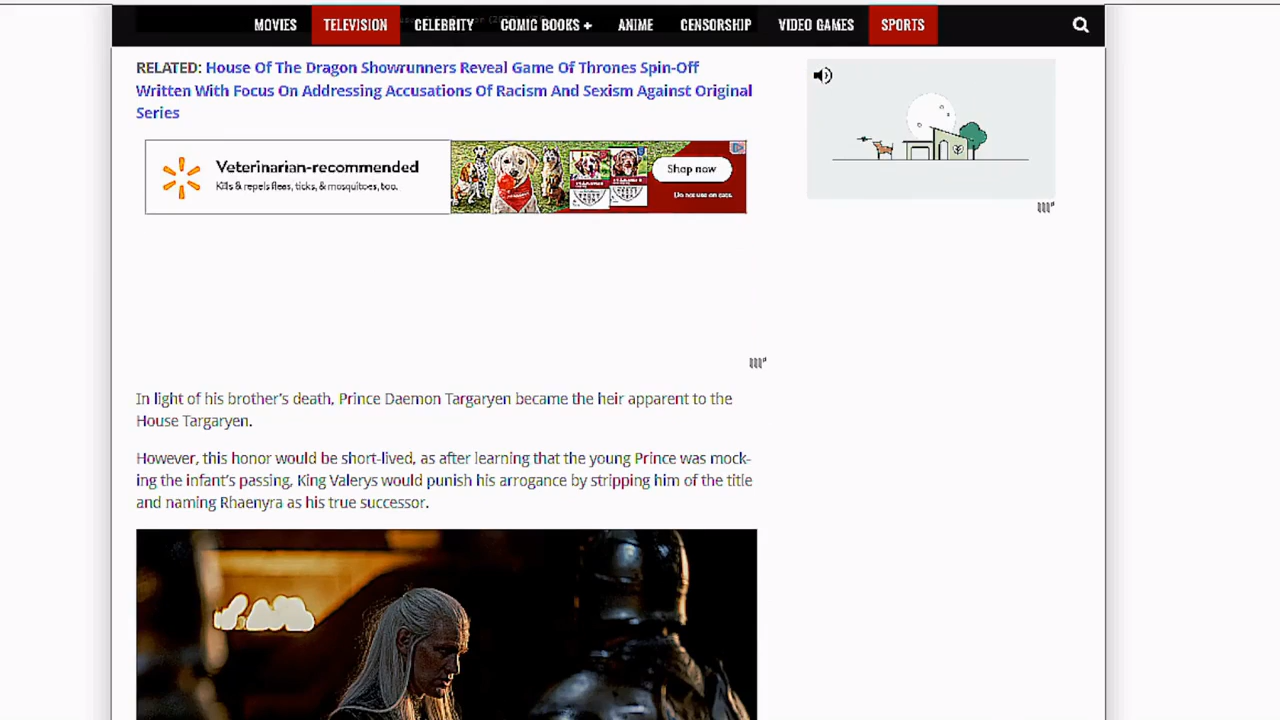 MOVIES TELEVISION CELEBRITY COMIC BOOKS + ANIME CENSORSHIP VIDEO GAMES SPORTS
RELATED: House Of The Dragon Showrunners Reveal Game Of Thrones Spin-Off
Written With Focus On Addressing Accusations Of Racism And Sexism Against Original
Series
Veterinarian-recommended
Kills & repels fleas, ticks, & mosquitoes, too.
Shop now
Do not use on cats.
In light of his brother's death, Prince Daemon Targaryen became the heir apparent to the
House Targaryen.
However, this honor would be short-lived, as after learning that the young Prince was mock-
ing the infant's passing, King Valerys would punish his arrogance by stripping him of the title
and naming Rhaenyra as his true successor.